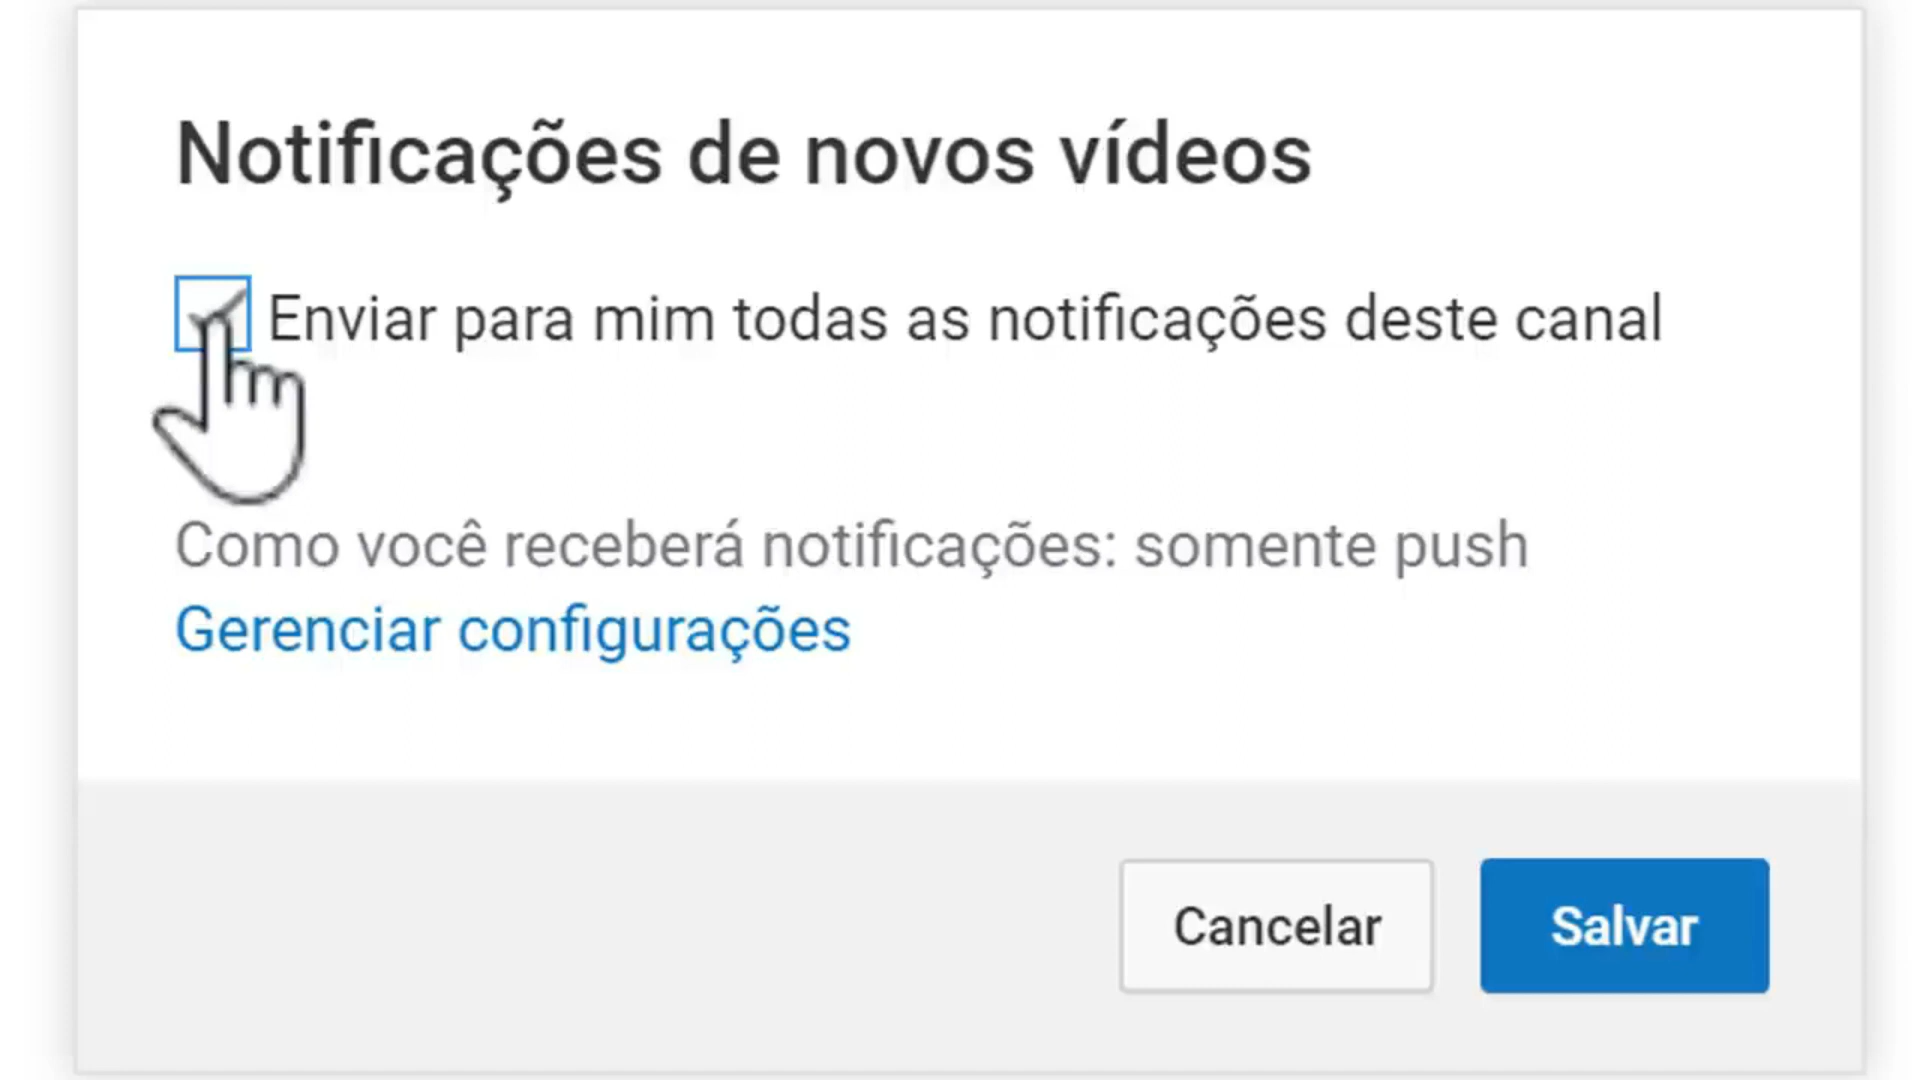 Notificações de novos vídeos
Enviar para mim todas as notificações deste canal
Como você receberá notificações: somente push
Gerenciar configurações
Cancelar
Salvar